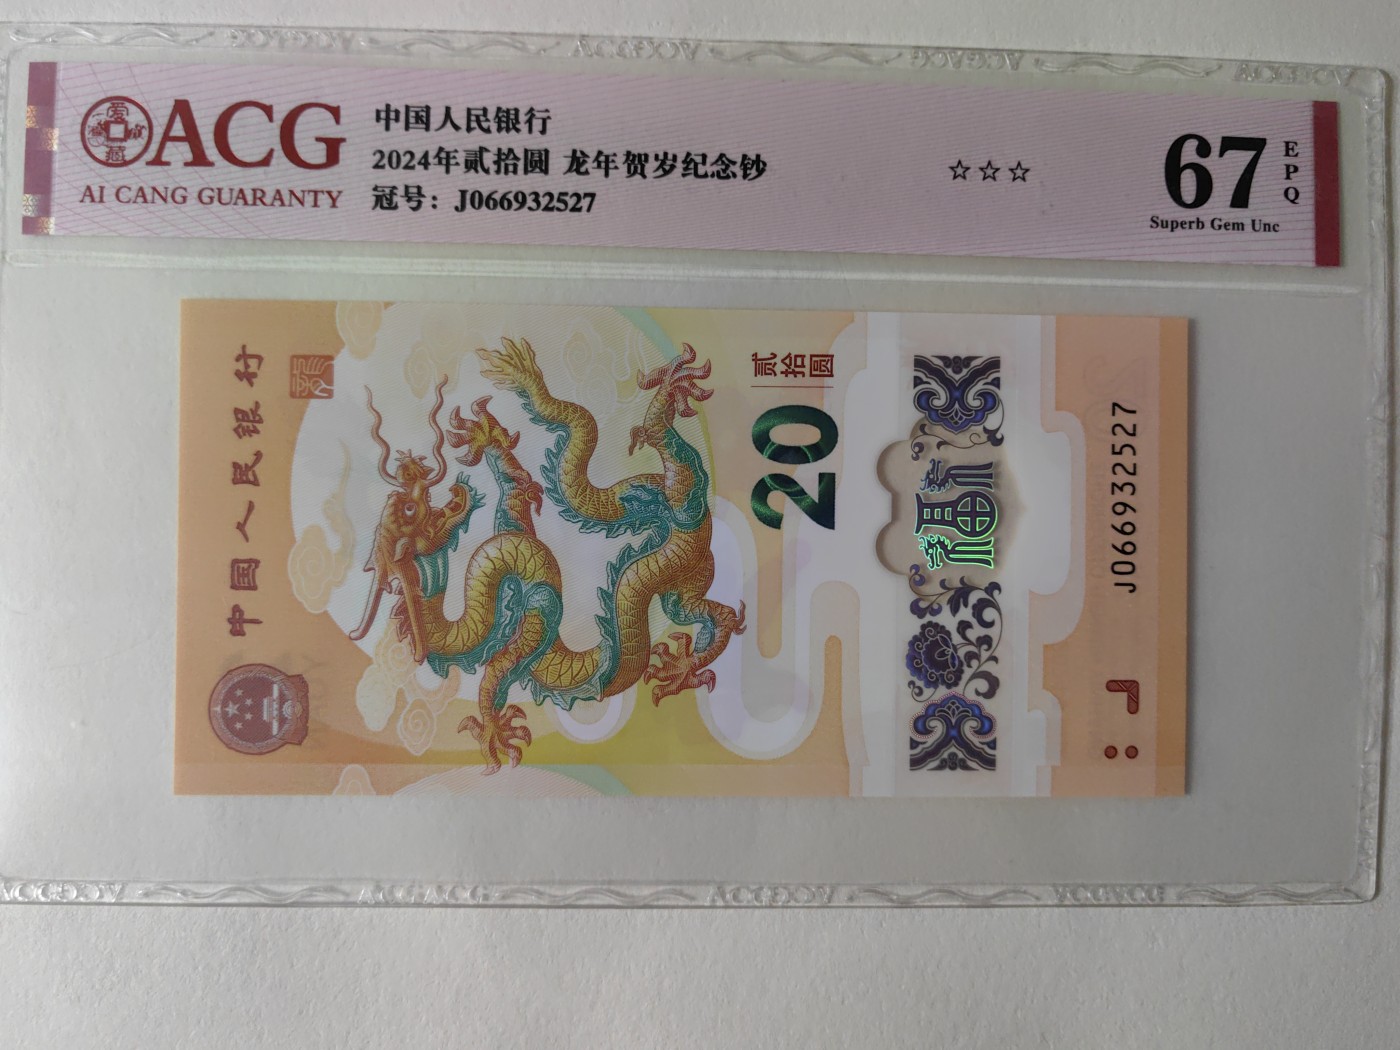 ACG
AI CANG GUARANTY
中国人民银行
2024年贰拾圆 龙年贺岁纪念钞
冠号：J066932527
☆☆☆
67
EPQ
Superb Gem Unc
中国人民银行
贰拾圆
20
福
J066932527